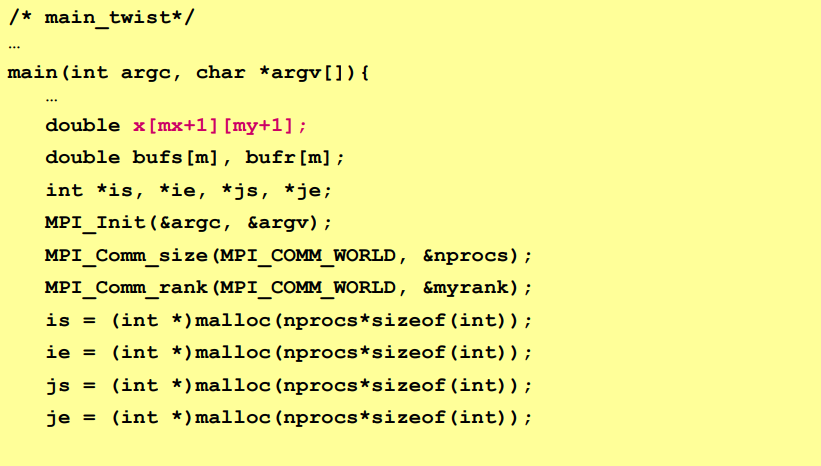 /* main_twist*/
…
main(int argc, char *argv[]){
…
double x[mx+1][my+1];
double bufs[m], bufr[m];
int *is, *ie, *js, *je;
MPI_Init(&argc, &argv);
MPI_Comm_size(MPI_COMM_WORLD, &nprocs);
MPI_Comm_rank(MPI_COMM_WORLD, &myrank);
is = (int *)malloc(nprocs*sizeof(int));
ie = (int *)malloc(nprocs*sizeof(int));
js = (int *)malloc(nprocs*sizeof(int));
je = (int *)malloc(nprocs*sizeof(int));